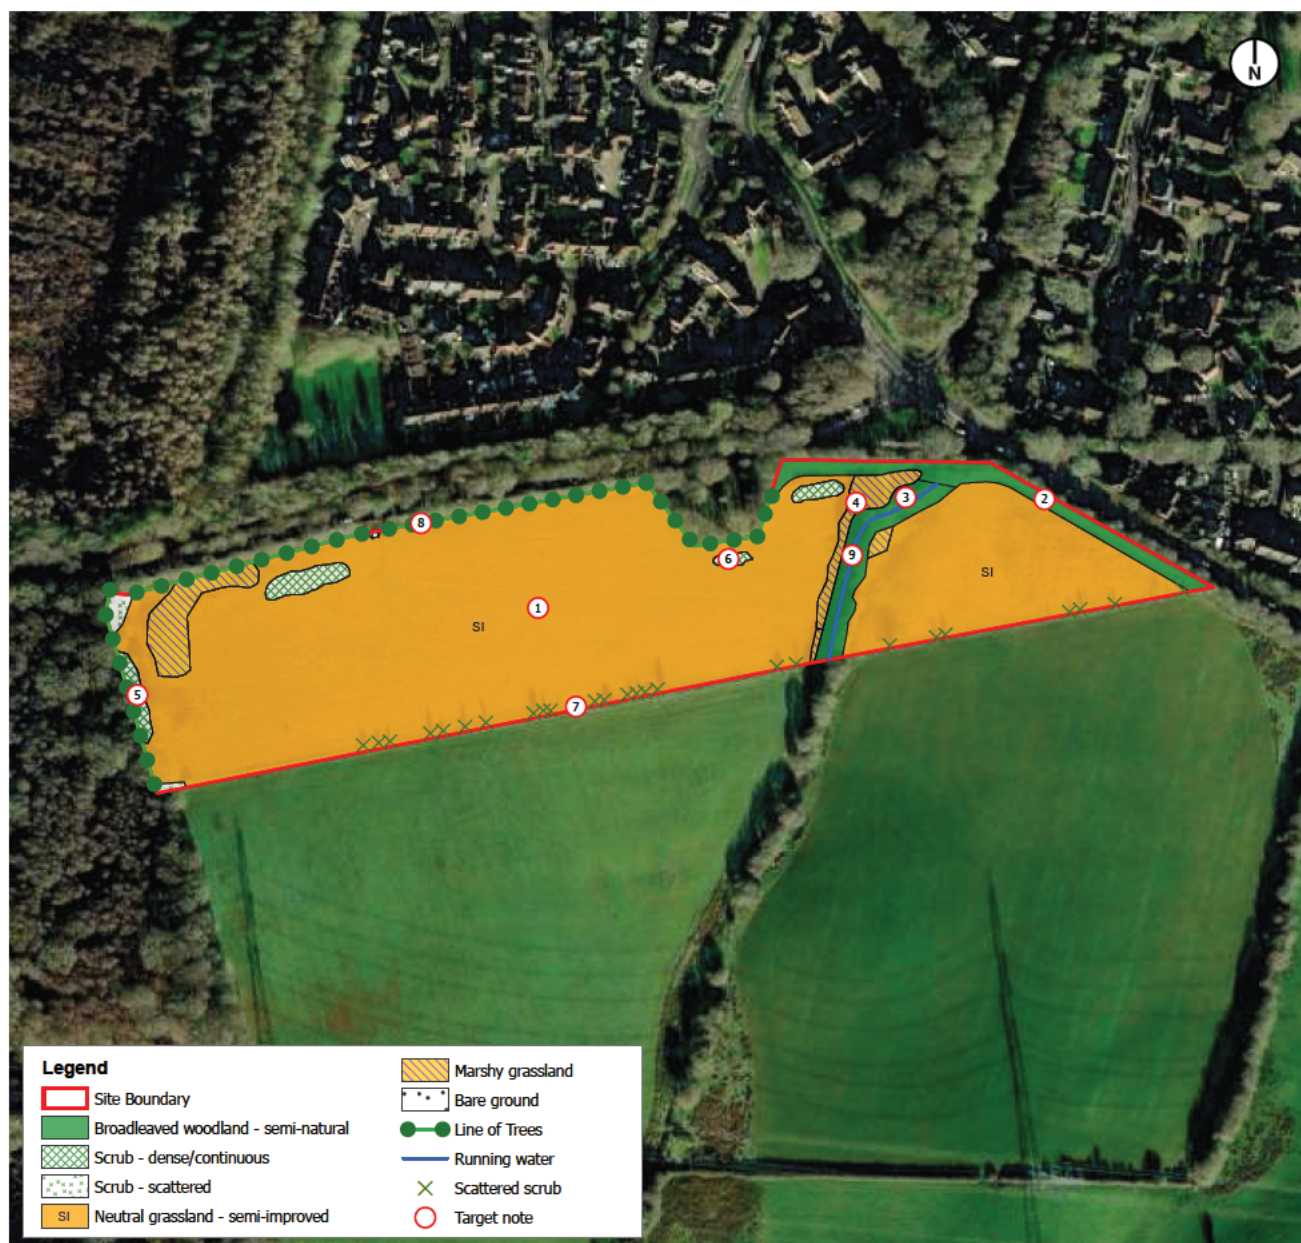 N
8
3
4
2
9
6
SI
1
SI
5
7
Legend
Site Boundary
Broadleaved woodland - semi-natural
Scrub - dense/continuous
Scrub - scattered
SI Neutral grassland - semi-improved
Marshy grassland
Bare ground
Line of Trees
Running water
Scattered scrub
Target note